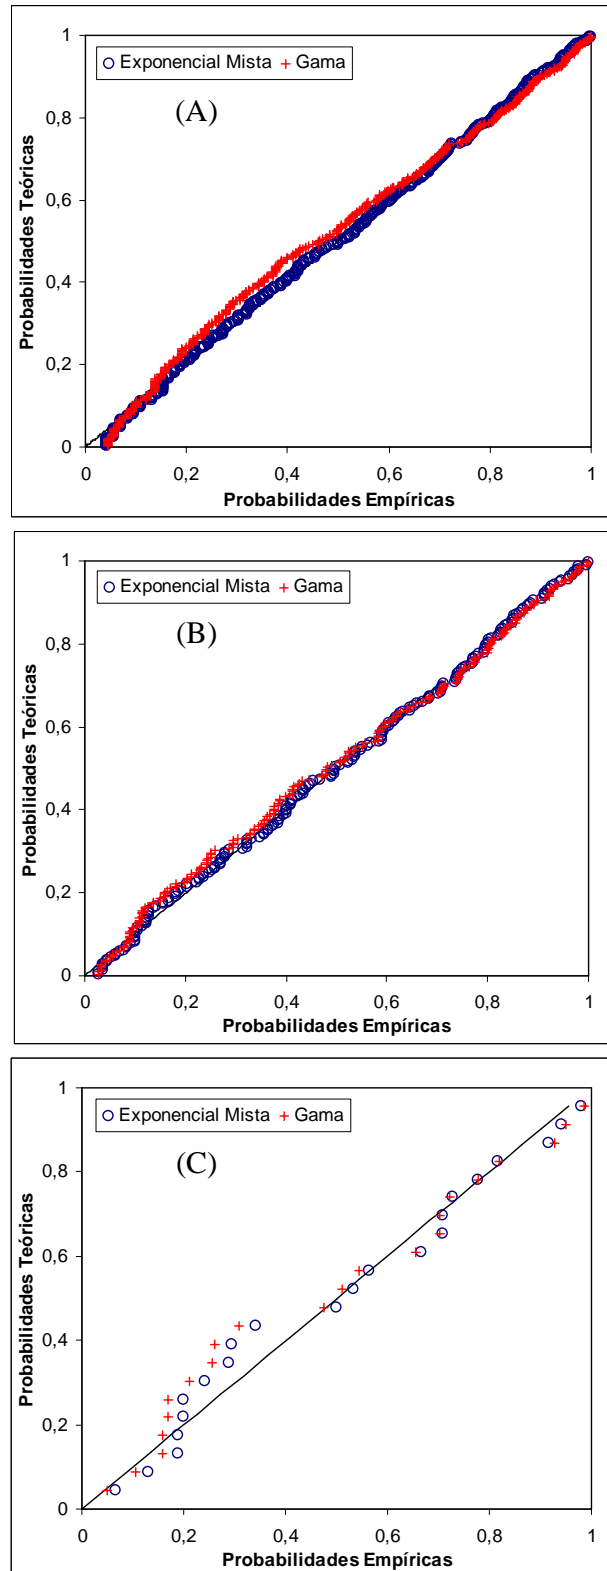 1
Exponencial Mista Gama
(A)
0,8
0,6
Probabilidades Teóricas
0,4
0,2
0
0 0,2 0,4 0,6 0,8 1
Probabilidades Empíricas
1
Exponencial Mista Gama
(B)
0,8
0,6
Probabilidades Teóricas
0,4
0,2
0
0 0,2 0,4 0,6 0,8 1
Probabilidades Empíricas
1
Exponencial Mista Gama
(C)
0,8
0,6
Probabilidades Teóricas
0,4
0,2
0
0 0,2 0,4 0,6 0,8 1
Probabilidades Empíricas